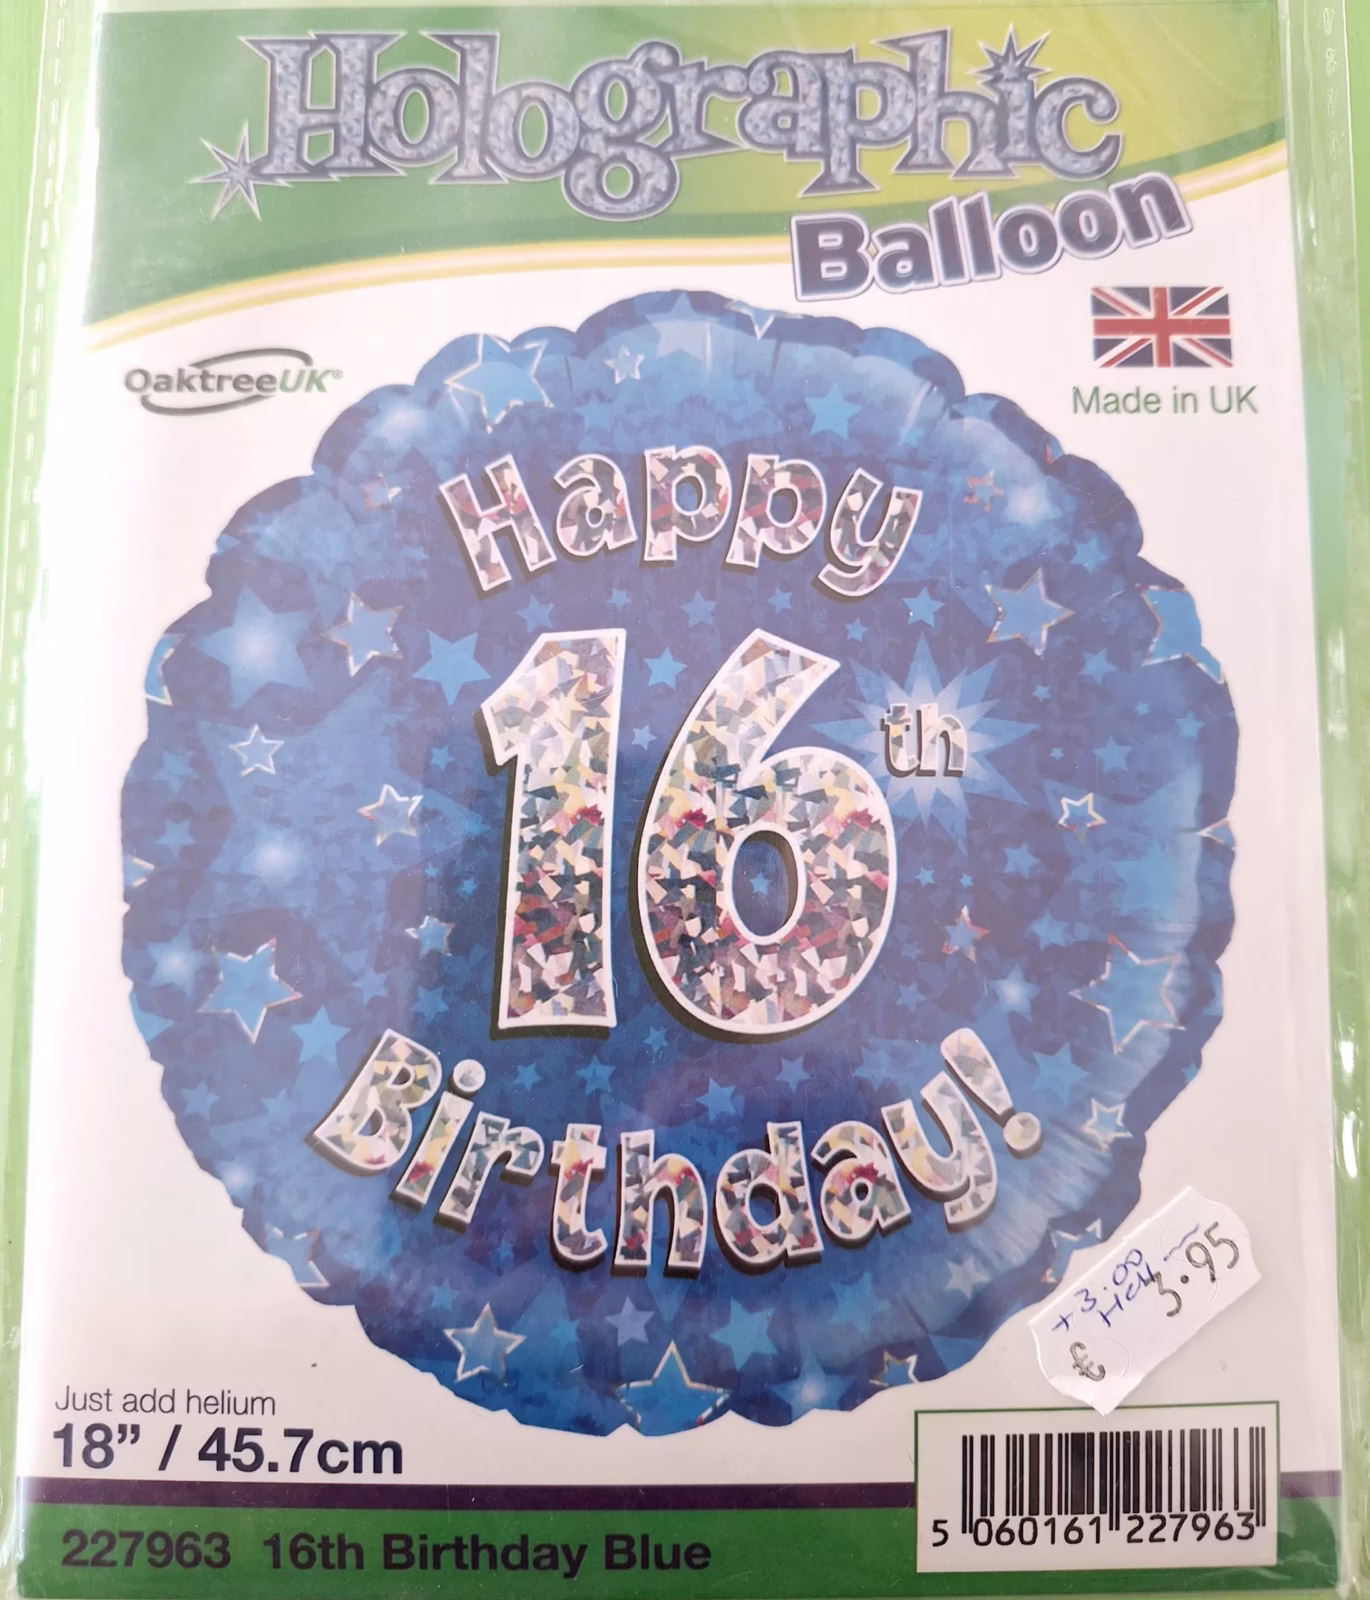 Holographic
Balloon
OaktreeUK®
Made in UK
Happy
16th
Birthday!
+3.00
Hel
€ 3.95
Just add helium
18” / 45.7cm
227963 16th Birthday Blue
5 060161 227963